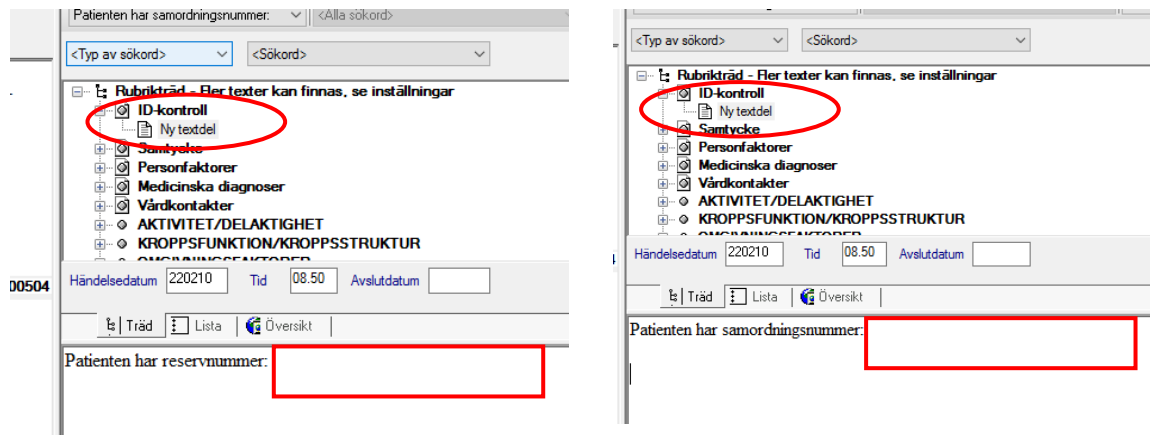 Patienten har samordningsnummer:
<Alla sökord>
<Typ av sökord>
<Sökord>
Rubrikträd - Fler texter kan finnas, se inställningar
ID-kontroll
Ny textdel
Samtycke
Personfaktorer
Medicinska diagnoser
Vårdkontakter
AKTIVITET/DELAKTIGHET
KROPPSFUNKTION/KROPPSSTRUKTUR
OMGIVNINGSFAKTORER
00504
Händelsedatum 220210 Tid 08.50 Avslutdatum
Träd Lista Översikt
Patienten har reservnummer:
<Typ av sökord>
<Sökord>
Rubrikträd - Fler texter kan finnas, se inställningar
ID-kontroll
Ny textdel
Samtycke
Personfaktorer
Medicinska diagnoser
Vårdkontakter
AKTIVITET/DELAKTIGHET
KROPPSFUNKTION/KROPPSSTRUKTUR
OMGIVNINGSFAKTORER
Händelsedatum 220210 Tid 08.50 Avslutdatum
Träd Lista Översikt
Patienten har samordningsnummer: